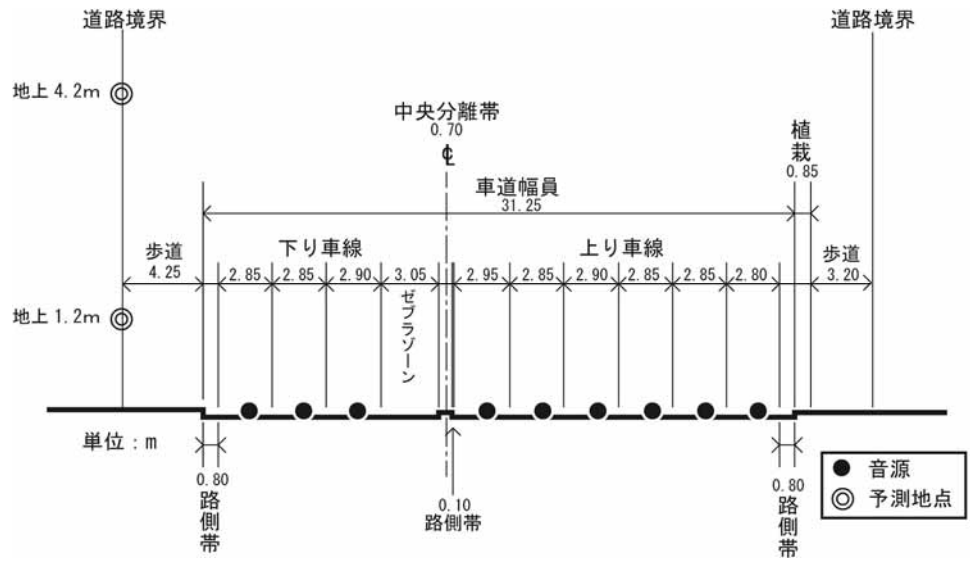 道路境界
道路境界
地上 4.2m
中央分離帯
0.70
℄
植栽
0.85
車道幅員
31.25
歩道
4.25
下り車線
上り車線
歩道
3.20
2.85
2.85
2.90
3.05
2.95
2.85
2.90
2.85
2.85
2.80
ゼブラゾーン
地上 1.2m
単位：m
0.80
路側帯
0.10
路側帯
0.80
路側帯
音源
予測地点